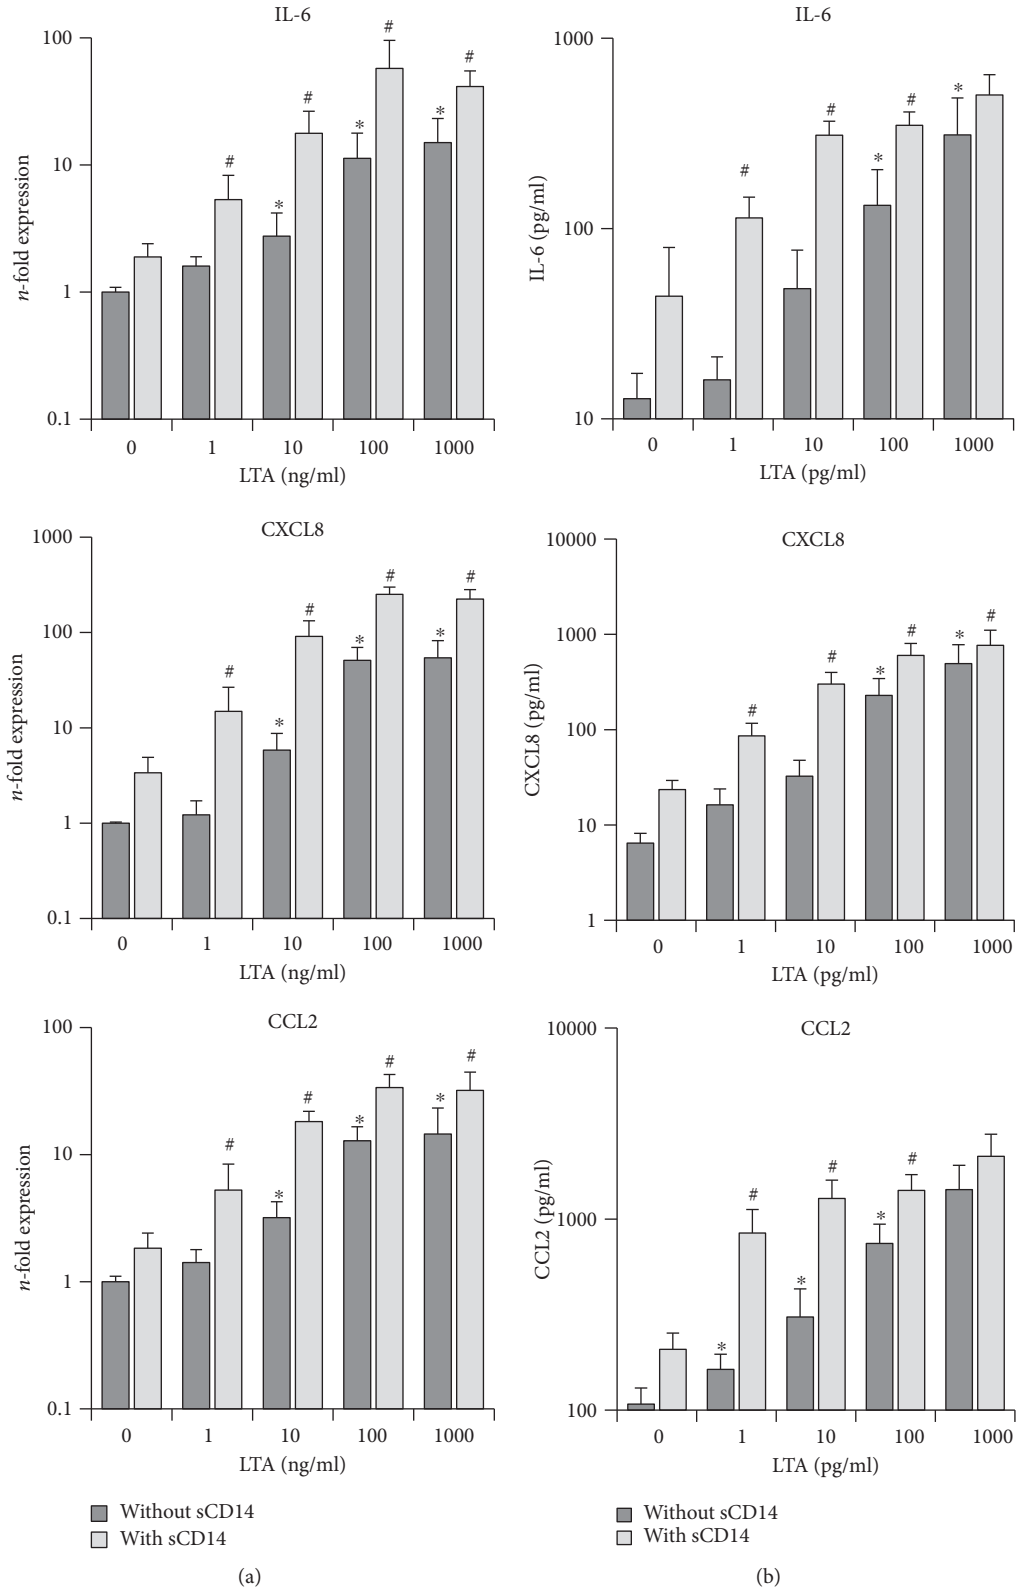 IL-6
100
10
1
0.1
n-fold expression
# # # #
* * *
0 1 10 100 1000
LTA (ng/ml)
IL-6
1000
100
10
IL-6 (pg/ml)
# # #
* *
0 1 10 100 1000
LTA (pg/ml)
CXCL8
1000
100
10
1
0.1
n-fold expression
# # # #
* * *
0 1 10 100 1000
LTA (ng/ml)
CXCL8
10000
1000
100
10
1
CXCL8 (pg/ml)
# # # #
* *
0 1 10 100 1000
LTA (pg/ml)
CCL2
100
10
1
0.1
n-fold expression
# # # #
* * *
0 1 10 100 1000
LTA (ng/ml)
CCL2
10000
1000
100
CCL2 (pg/ml)
# # #
* * *
0 1 10 100 1000
LTA (pg/ml)
Without sCD14
With sCD14
(a)
Without sCD14
With sCD14
(b)